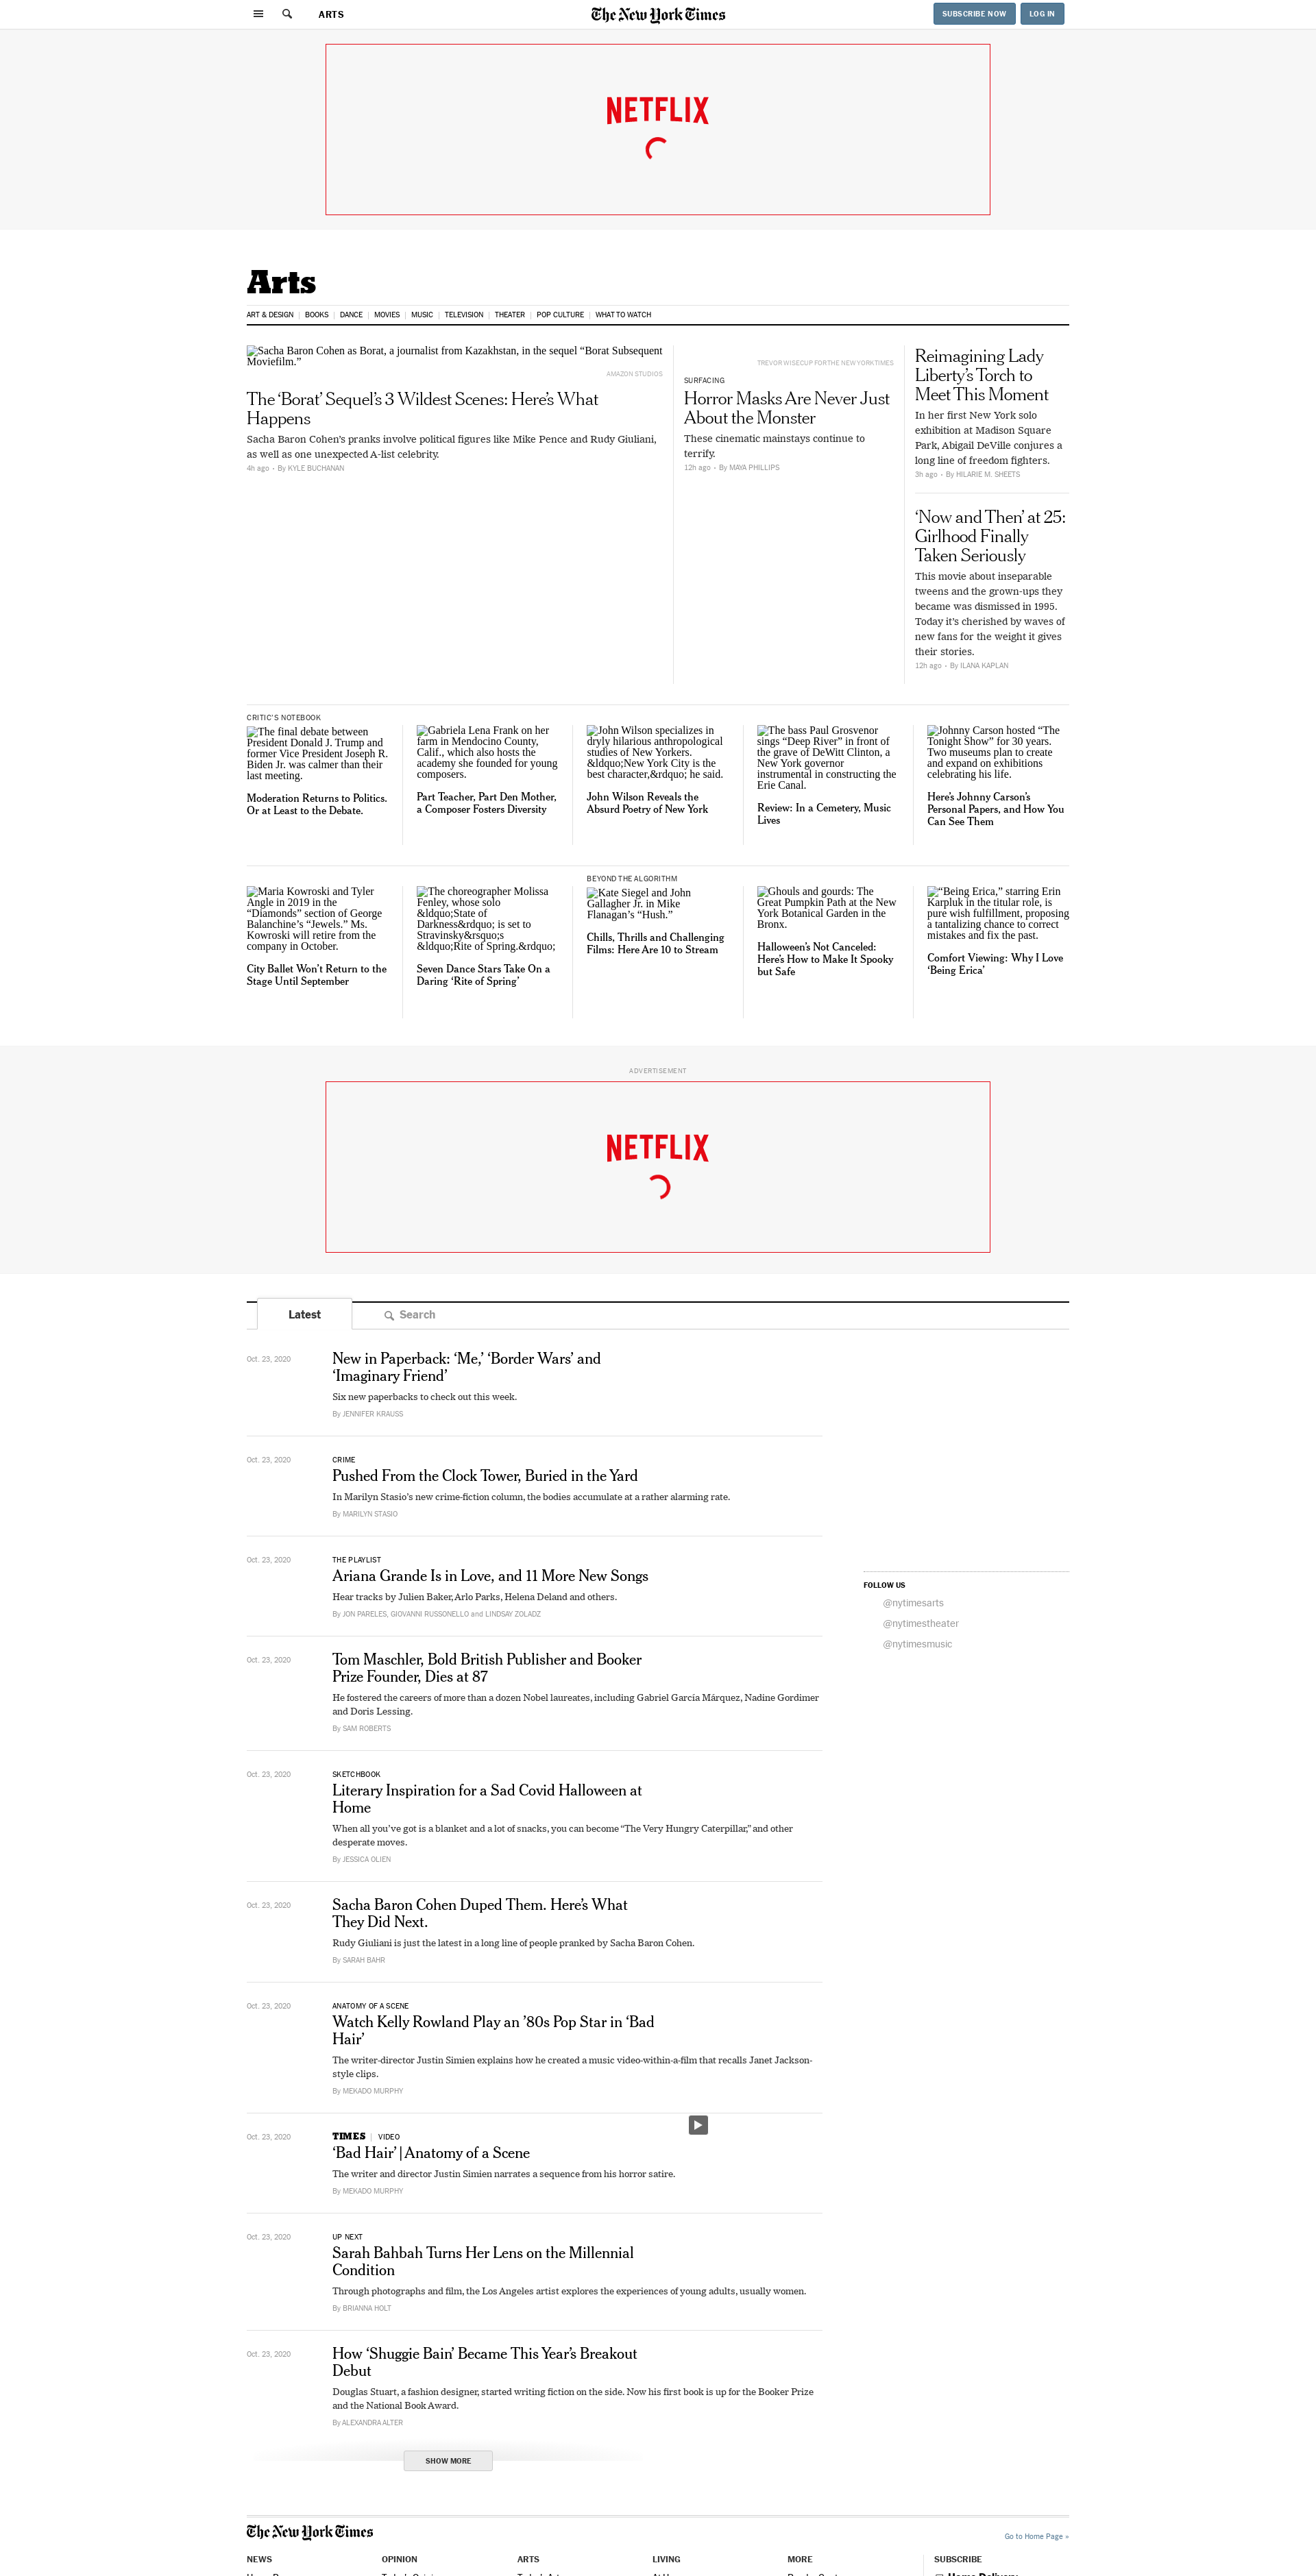 ARTS
The New York Times
SUBSCRIBE NOW
LOG IN
NETFLIX
Arts
ART & DESIGN | BOOKS | DANCE | MOVIES | MUSIC | TELEVISION | THEATER | POP CULTURE | WHAT TO WATCH
Sacha Baron Cohen as Borat, a journalist from Kazakhstan, in the sequel “Borat Subsequent
Moviefilm.”
AMAZON STUDIOS
The ‘Borat’ Sequel’s 3 Wildest Scenes: Here’s What
Happens
Sacha Baron Cohen’s pranks involve political figures like Mike Pence and Rudy Giuliani,
as well as one unexpected A-list celebrity.
4h ago • By KYLE BUCHANAN
TREVOR WISECUP FOR THE NEW YORK TIMES
SURFACING
Horror Masks Are Never Just
About the Monster
These cinematic mainstays continue to
terrify.
12h ago • By MAYA PHILLIPS
Reimagining Lady
Liberty’s Torch to
Meet This Moment
In her first New York solo
exhibition at Madison Square
Park, Abigail DeVille conjures a
long line of freedom fighters.
3h ago • By HILARIE M. SHEETS
‘Now and Then’ at 25:
Girlhood Finally
Taken Seriously
This movie about inseparable
tweens and the grown-ups they
became was dismissed in 1995.
Today it’s cherished by waves of
new fans for the weight it gives
their stories.
12h ago • By ILANA KAPLAN
CRITIC’S NOTEBOOK
The final debate between
President Donald J. Trump and
former Vice President Joseph R.
Biden Jr. was calmer than their
last meeting.
Moderation Returns to Politics.
Or at Least to the Debate.
Gabriela Lena Frank on her
farm in Mendocino County,
Calif., which also hosts the
academy she founded for young
composers.
Part Teacher, Part Den Mother,
a Composer Fosters Diversity
John Wilson specializes in
dryly hilarious anthropological
studies of New Yorkers.
&ldquo;New York City is the
best character,&rdquo; he said.
John Wilson Reveals the
Absurd Poetry of New York
The bass Paul Grosvenor
sings “Deep River” in front of
the grave of DeWitt Clinton, a
New York governor
instrumental in constructing the
Erie Canal.
Review: In a Cemetery, Music
Lives
Johnny Carson hosted “The
Tonight Show” for 30 years.
Two museums plan to create
and expand on exhibitions
celebrating his life.
Here’s Johnny Carson’s
Personal Papers, and How You
Can See Them
Maria Kowroski and Tyler
Angle in 2019 in the
“Diamonds” section of George
Balanchine’s “Jewels.” Ms.
Kowroski will retire from the
company in October.
City Ballet Won’t Return to the
Stage Until September
The choreographer Molissa
Fenley, whose solo
&ldquo;State of
Darkness&rdquo; is set to
Stravinsky&rsquo;s
&ldquo;Rite of Spring.&rdquo;
Seven Dance Stars Take On a
Daring ‘Rite of Spring’
BEYOND THE ALGORITHM
Kate Siegel and John
Gallagher Jr. in Mike
Flanagan’s “Hush.”
Chills, Thrills and Challenging
Films: Here Are 10 to Stream
Ghouls and gourds: The
Great Pumpkin Path at the New
York Botanical Garden in the
Bronx.
Halloween’s Not Canceled:
Here’s How to Make It Spooky
but Safe
“Being Erica,” starring Erin
Karpluk in the titular role, is
pure wish fulfillment, proposing
a tantalizing chance to correct
mistakes and fix the past.
Comfort Viewing: Why I Love
‘Being Erica’
ADVERTISEMENT
NETFLIX
Latest
Search
Oct. 23, 2020
New in Paperback: ‘Me,’ ‘Border Wars’ and
‘Imaginary Friend’
Six new paperbacks to check out this week.
By JENNIFER KRAUSS
Oct. 23, 2020
CRIME
Pushed From the Clock Tower, Buried in the Yard
In Marilyn Stasio’s new crime-fiction column, the bodies accumulate at a rather alarming rate.
By MARILYN STASIO
Oct. 23, 2020
THE PLAYLIST
Ariana Grande Is in Love, and 11 More New Songs
Hear tracks by Julien Baker, Arlo Parks, Helena Deland and others.
By JON PARELES, GIOVANNI RUSSONELLO and LINDSAY ZOLADZ
FOLLOW US
@nytimesarts
@nytimestheater
@nytimesmusic
Oct. 23, 2020
Tom Maschler, Bold British Publisher and Booker
Prize Founder, Dies at 87
He fostered the careers of more than a dozen Nobel laureates, including Gabriel García Márquez, Nadine Gordimer
and Doris Lessing.
By SAM ROBERTS
Oct. 23, 2020
SKETCHBOOK
Literary Inspiration for a Sad Covid Halloween at
Home
When all you’ve got is a blanket and a lot of snacks, you can become “The Very Hungry Caterpillar,” and other
desperate moves.
By JESSICA OLIEN
Oct. 23, 2020
Sacha Baron Cohen Duped Them. Here’s What
They Did Next.
Rudy Giuliani is just the latest in a long line of people pranked by Sacha Baron Cohen.
By SARAH BAHR
Oct. 23, 2020
ANATOMY OF A SCENE
Watch Kelly Rowland Play an ’80s Pop Star in ‘Bad
Hair’
The writer-director Justin Simien explains how he created a music video-within-a-film that recalls Janet Jackson-
style clips.
By MEKADO MURPHY
Oct. 23, 2020
TIMES | VIDEO
‘Bad Hair’ | Anatomy of a Scene
The writer and director Justin Simien narrates a sequence from his horror satire.
By MEKADO MURPHY
Oct. 23, 2020
UP NEXT
Sarah Bahbah Turns Her Lens on the Millennial
Condition
Through photographs and film, the Los Angeles artist explores the experiences of young adults, usually women.
By BRIANNA HOLT
Oct. 23, 2020
How ‘Shuggie Bain’ Became This Year’s Breakout
Debut
Douglas Stuart, a fashion designer, started writing fiction on the side. Now his first book is up for the Booker Prize
and the National Book Award.
By ALEXANDRA ALTER
SHOW MORE
The New York Times
Go to Home Page »
NEWS
OPINION
ARTS
LIVING
MORE
SUBSCRIBE